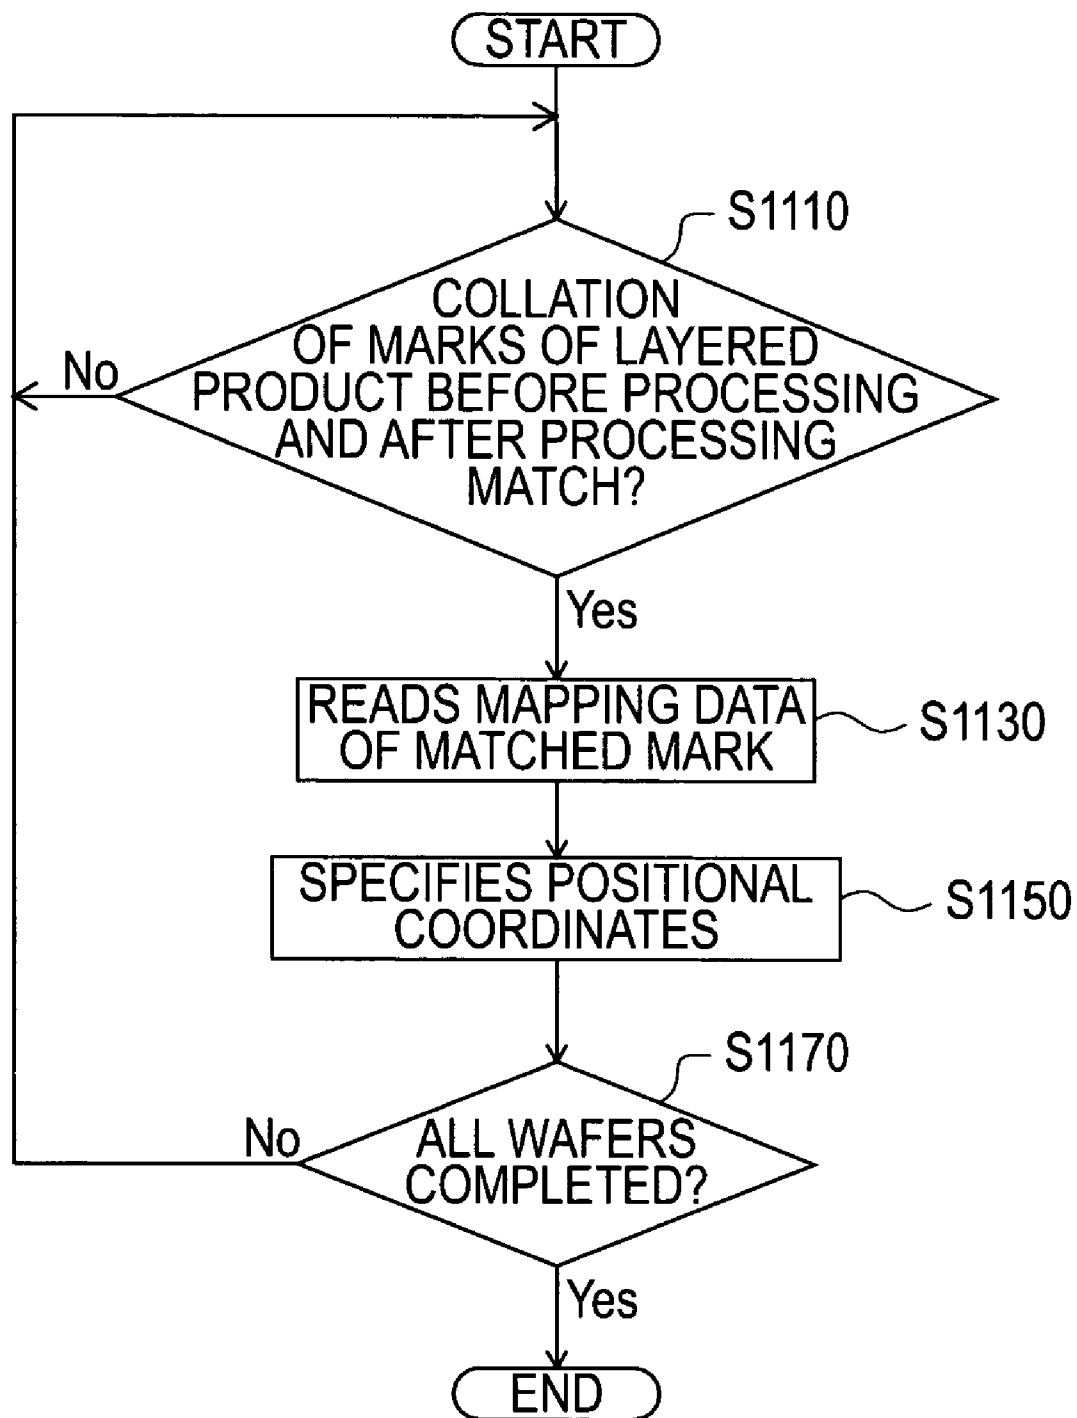 START
S1110
COLLATION
OF MARKS OF LAYERED
PRODUCT BEFORE PROCESSING
AND AFTER PROCESSING
MATCH?
No
Yes
READS MAPPING DATA
OF MATCHED MARK
S1130
SPECIFIES POSITIONAL
COORDINATES
S1150
S1170
ALL WAFERS
COMPLETED?
No
Yes
END